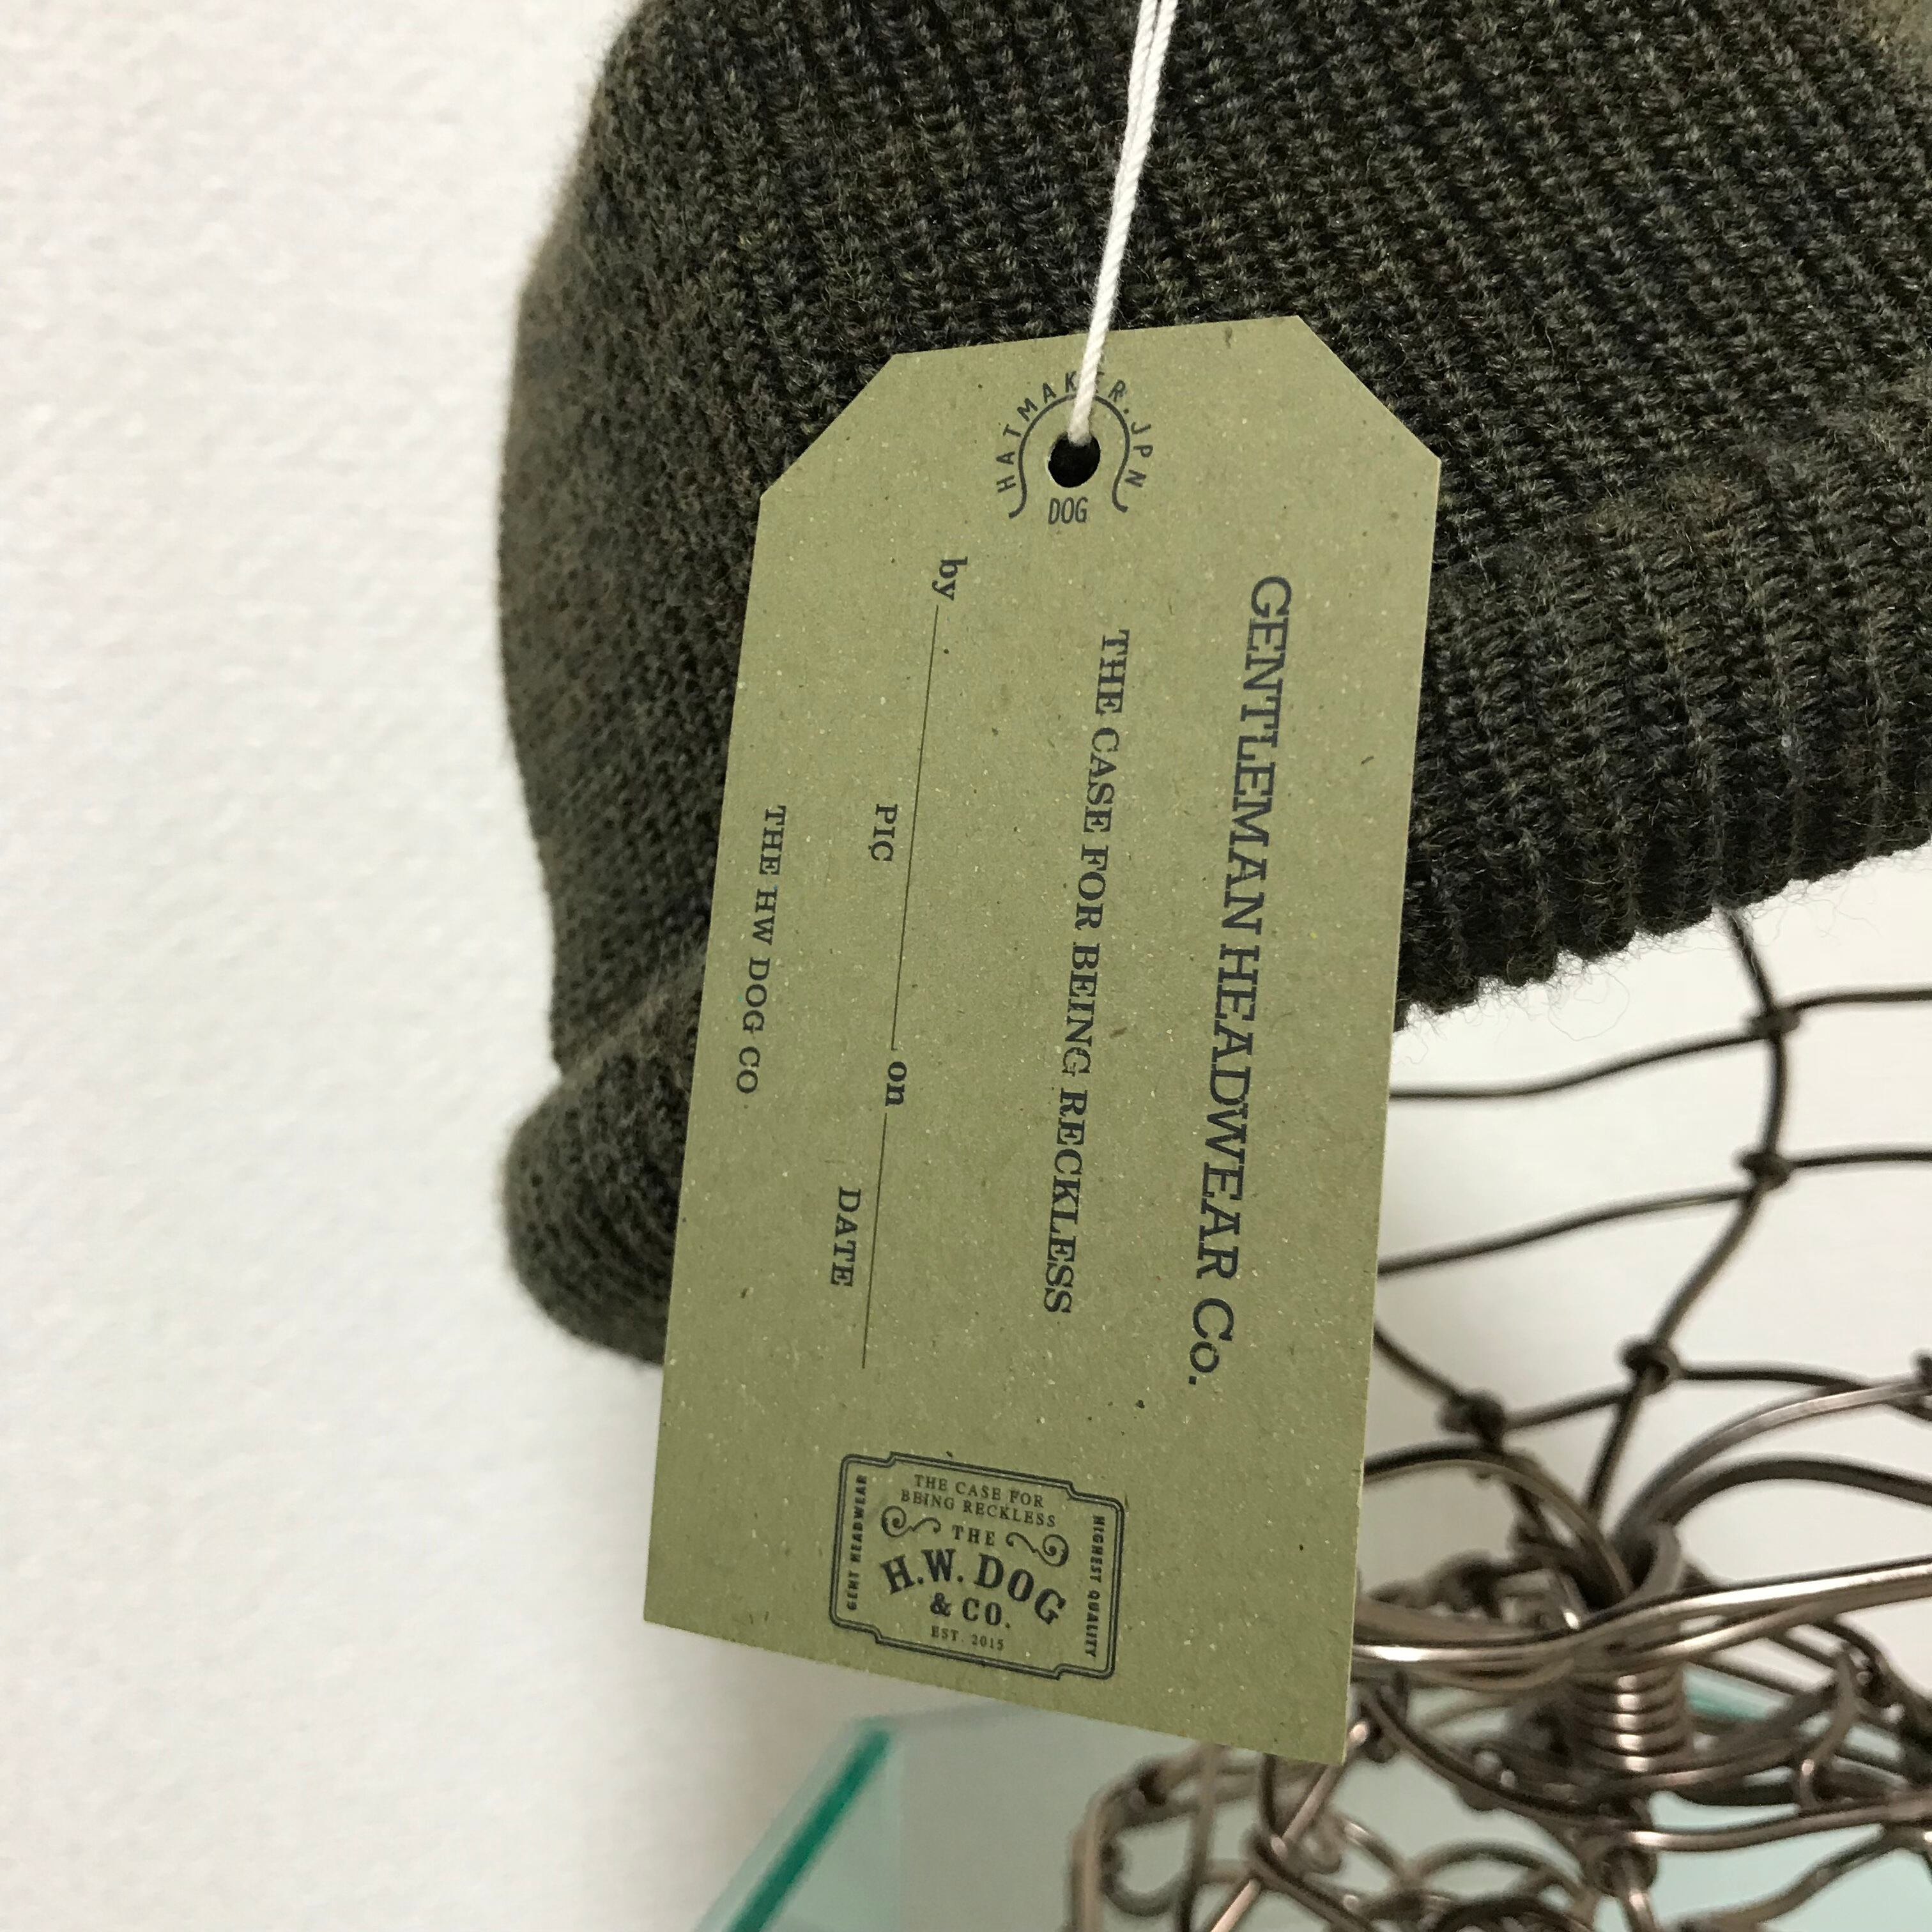 HATMAKER.JPN
DOG
GENTLEMAN HEADWEAR Co.
THE CASE FOR BEING RECKLESS
by on
PIC DATE
THE HW DOG CO
THE CASE FOR
BEING RECKLESS
THE
H.W. DOG
& CO.
EST. 2015
GENT HEADWEAR
HIGHEST QUALITY